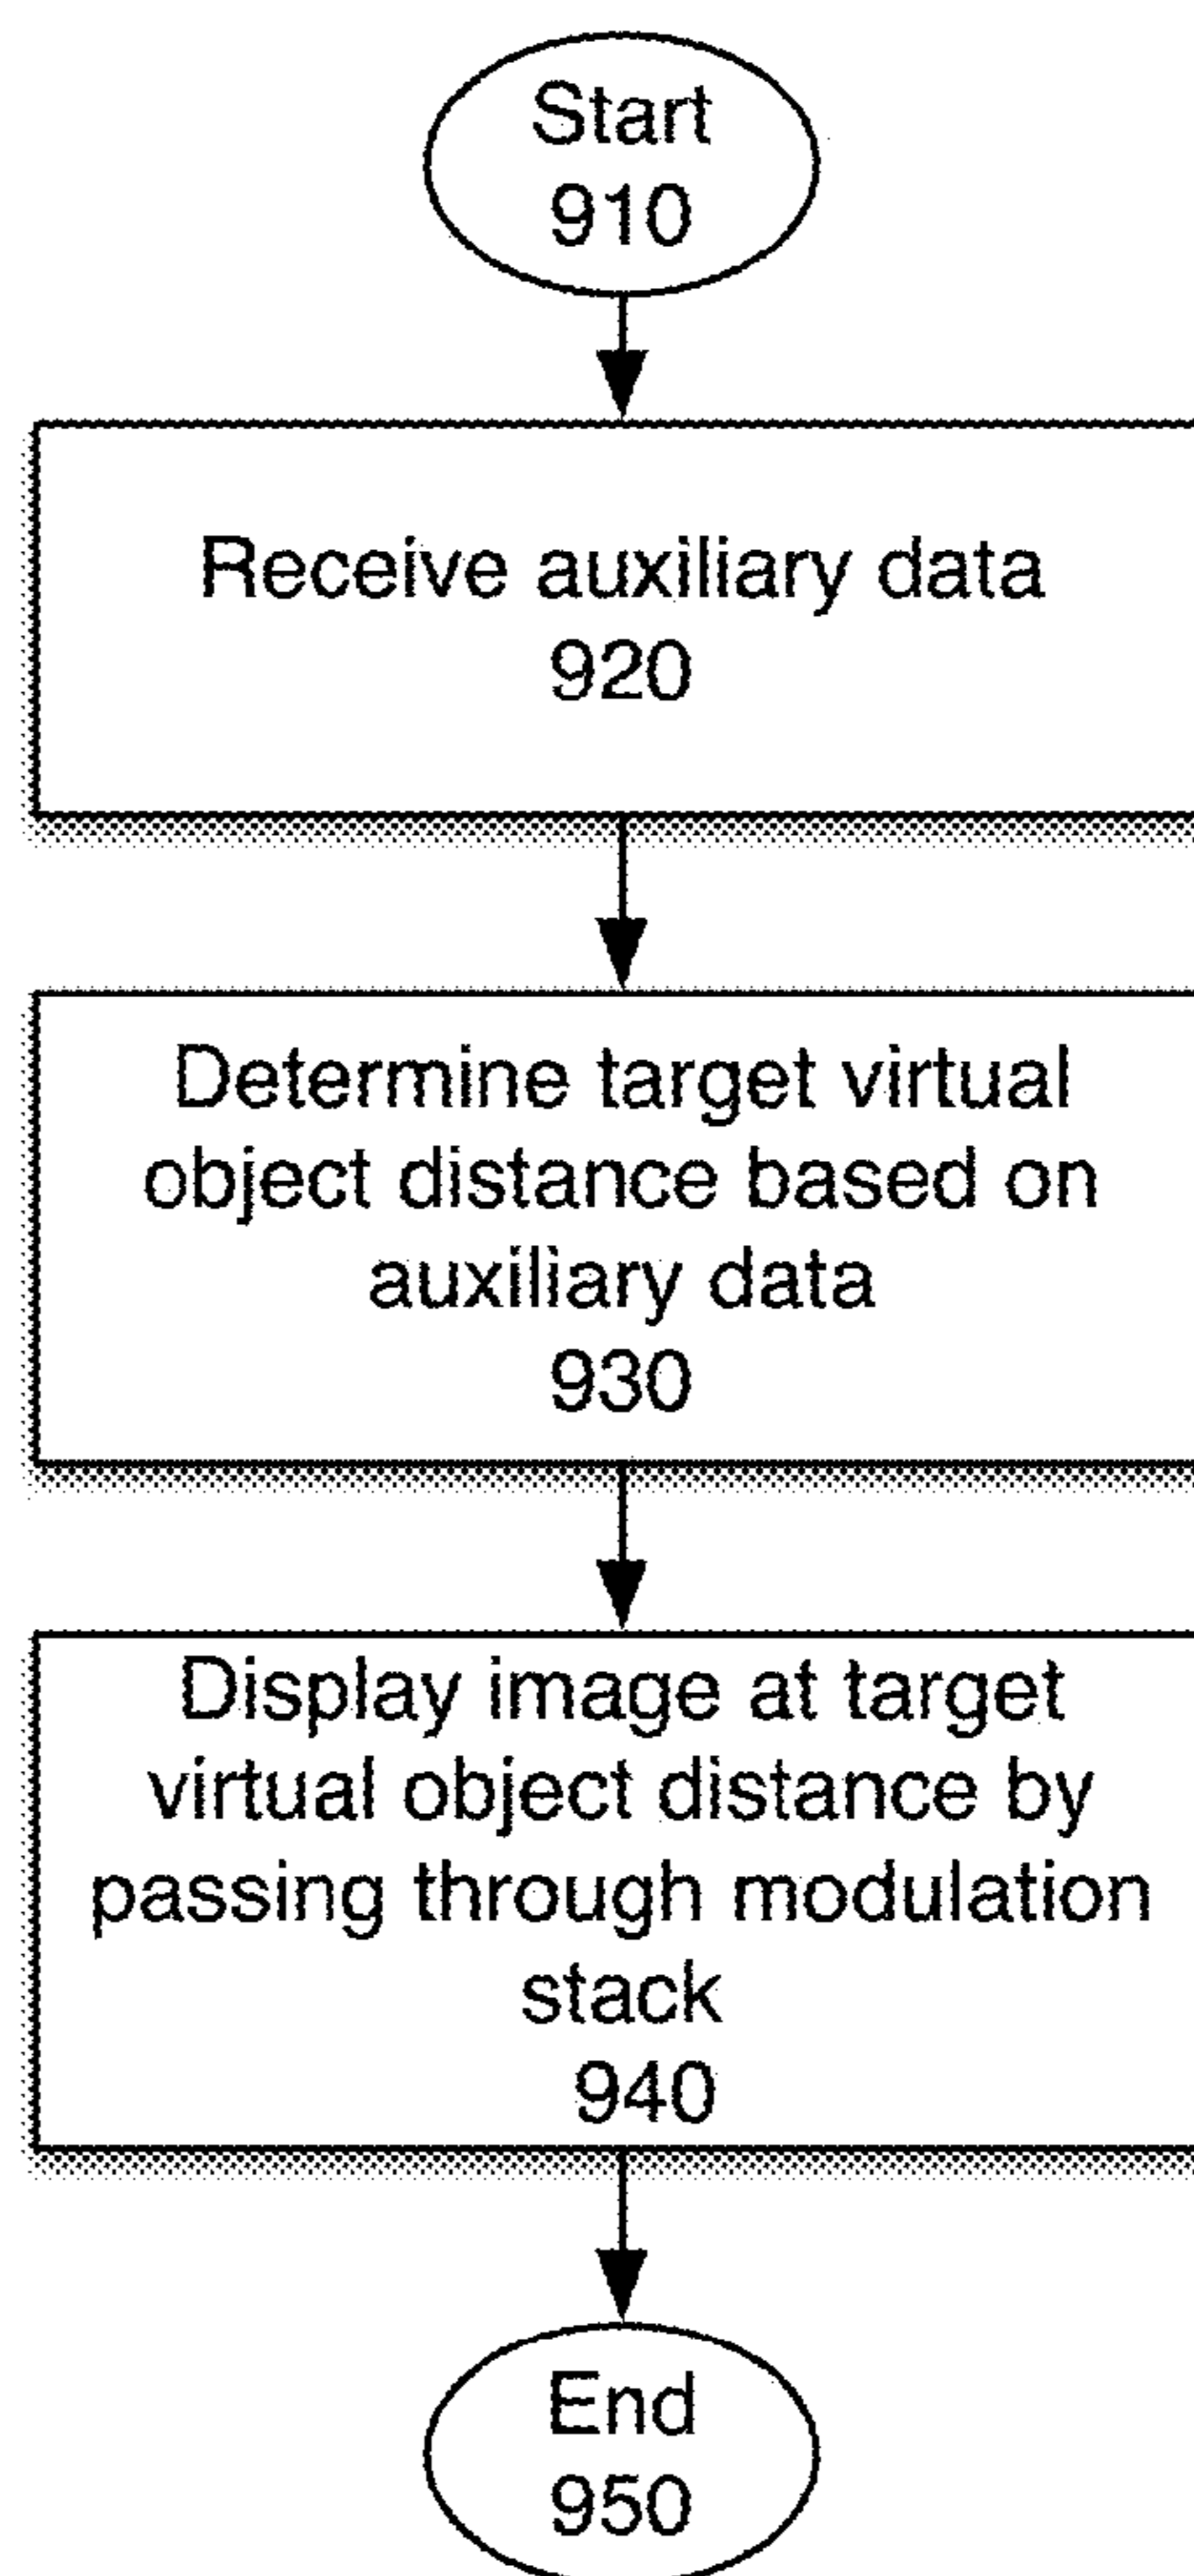 Start
910
Receive auxiliary data
920
Determine target virtual
object distance based on
auxiliary data
930
Display image at target
virtual object distance by
passing through modulation
stack
940
End
950